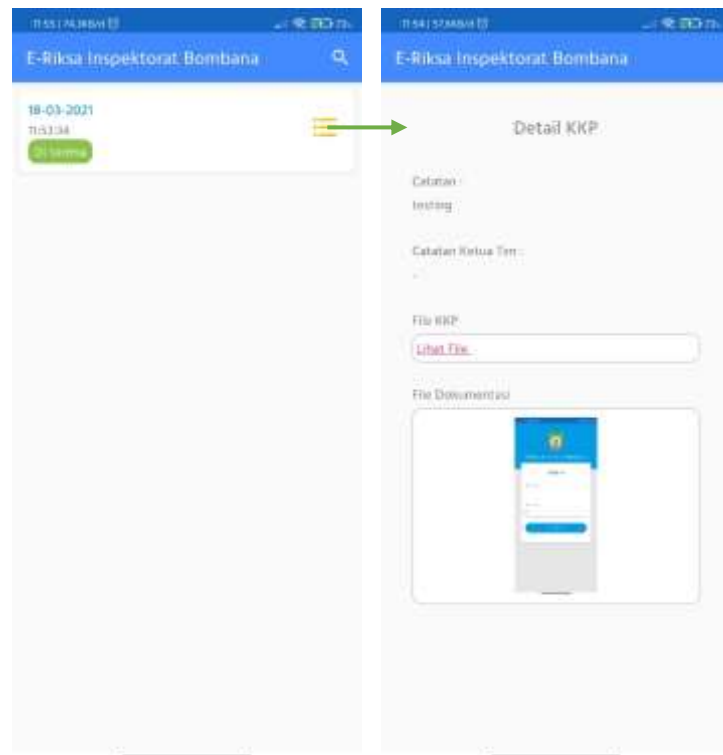 E-Riksa Inspektorat Bombana
18-03-2021
11:53:34
Di terima
E-Riksa Inspektorat Bombana
Detail KKP
Catatan :
testing
Catatan Ketua Tim :
-
File KKP
Lihat File
File Dokumentasi